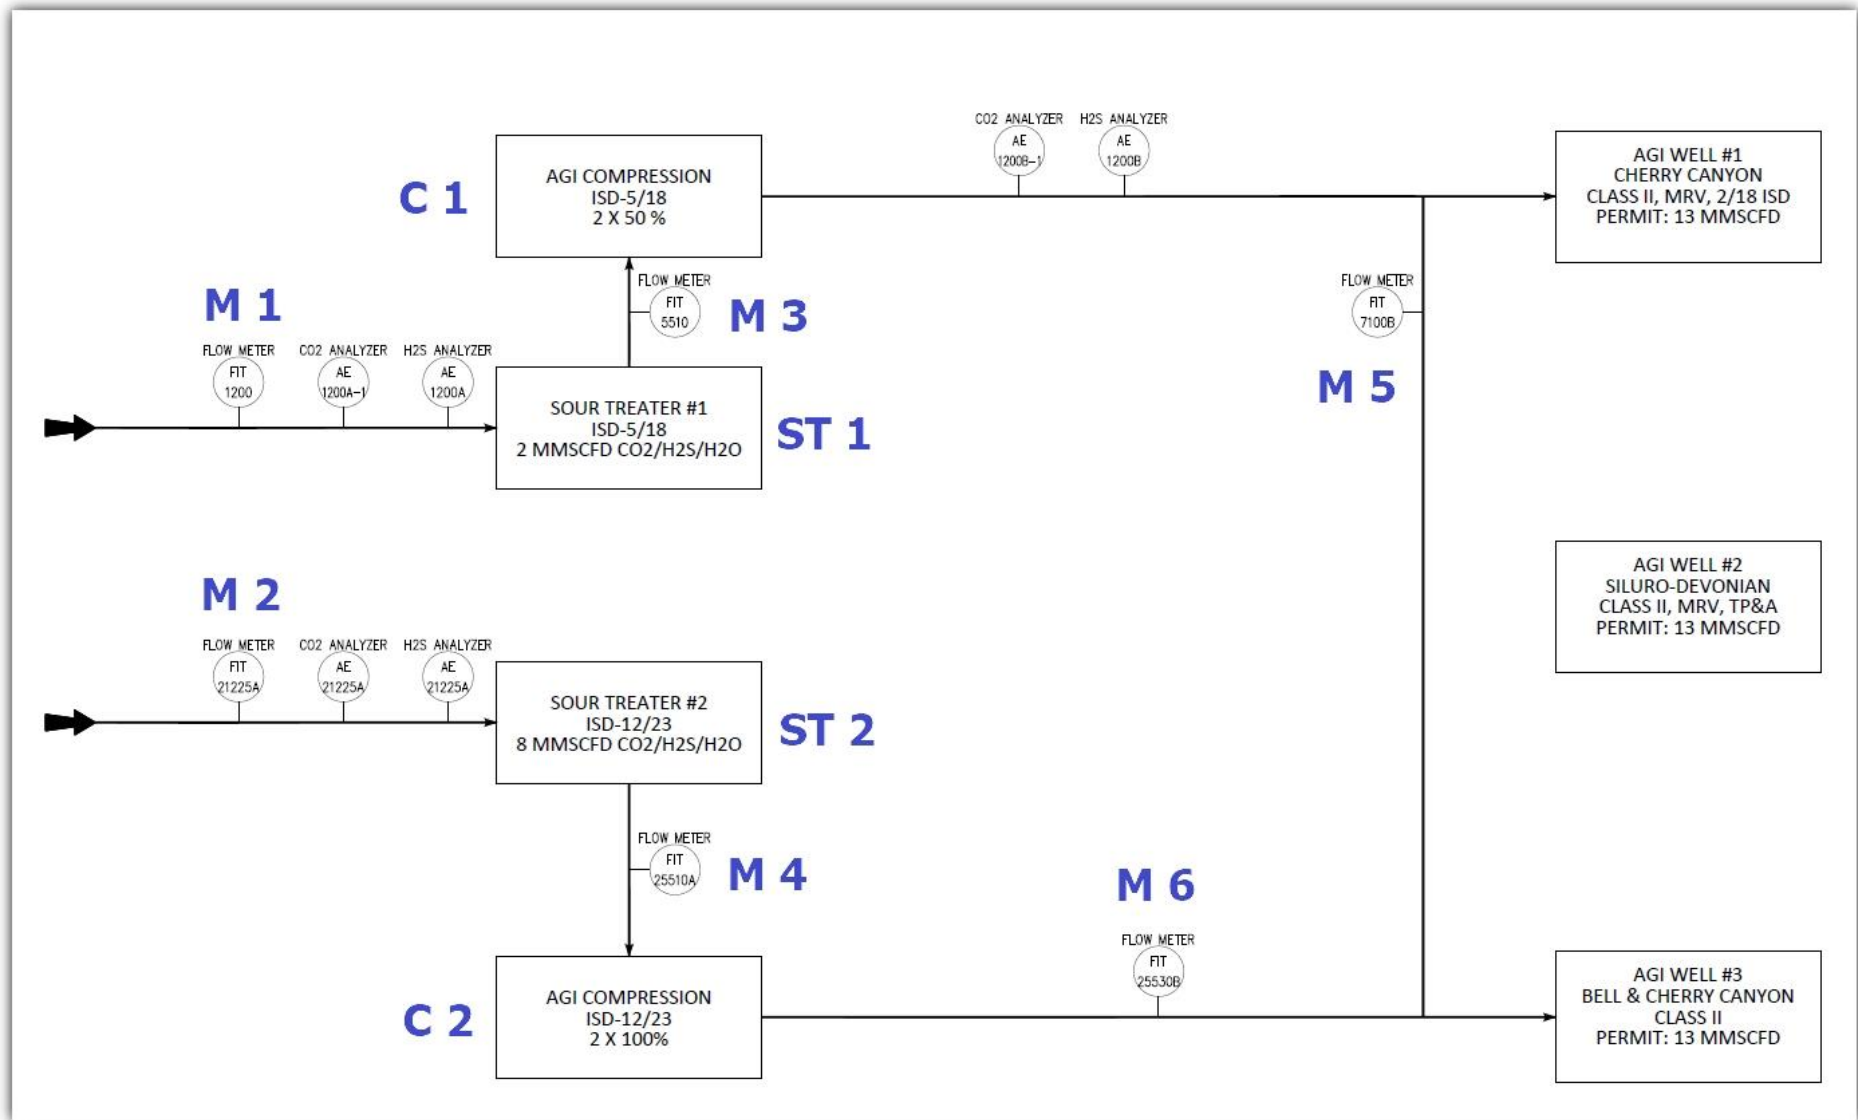 CO2 ANALYZER
H2S ANALYZER
AE
1200B-1
AE
1200B
C 1
AGI COMPRESSION
ISD-5/18
2 X 50 %
AGI WELL #1
CHERRY CANYON
CLASS II, MRV, 2/18 ISD
PERMIT: 13 MMSCFD
M 1
FLOW METER
FIT
5510
M 3
FLOW METER
FIT
7100B
M 5
FLOW METER
CO2 ANALYZER
H2S ANALYZER
FIT
1200
AE
1200A-1
AE
1200A
SOUR TREATER #1
ISD-5/18
2 MMSCFD CO2/H2S/H2O
ST 1
AGI WELL #2
SILURO-DEVONIAN
CLASS II, MRV, TP&A
PERMIT: 13 MMSCFD
M 2
FLOW METER
CO2 ANALYZER
H2S ANALYZER
FIT
21225A
AE
21225A
AE
21225A
SOUR TREATER #2
ISD-12/23
8 MMSCFD CO2/H2S/H2O
ST 2
FLOW METER
FIT
25510A
M 4
M 6
FLOW METER
FIT
25530B
C 2
AGI COMPRESSION
ISD-12/23
2 X 100%
AGI WELL #3
BELL & CHERRY CANYON
CLASS II
PERMIT: 13 MMSCFD